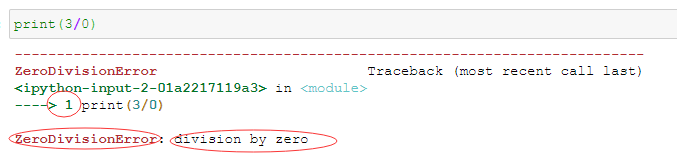 print(3/0)
---------------------------------------------------------------------------
ZeroDivisionError                         Traceback (most recent call last)
<ipython-input-2-01a2217119a3> in <module>
----> 1 print(3/0)
ZeroDivisionError: division by zero